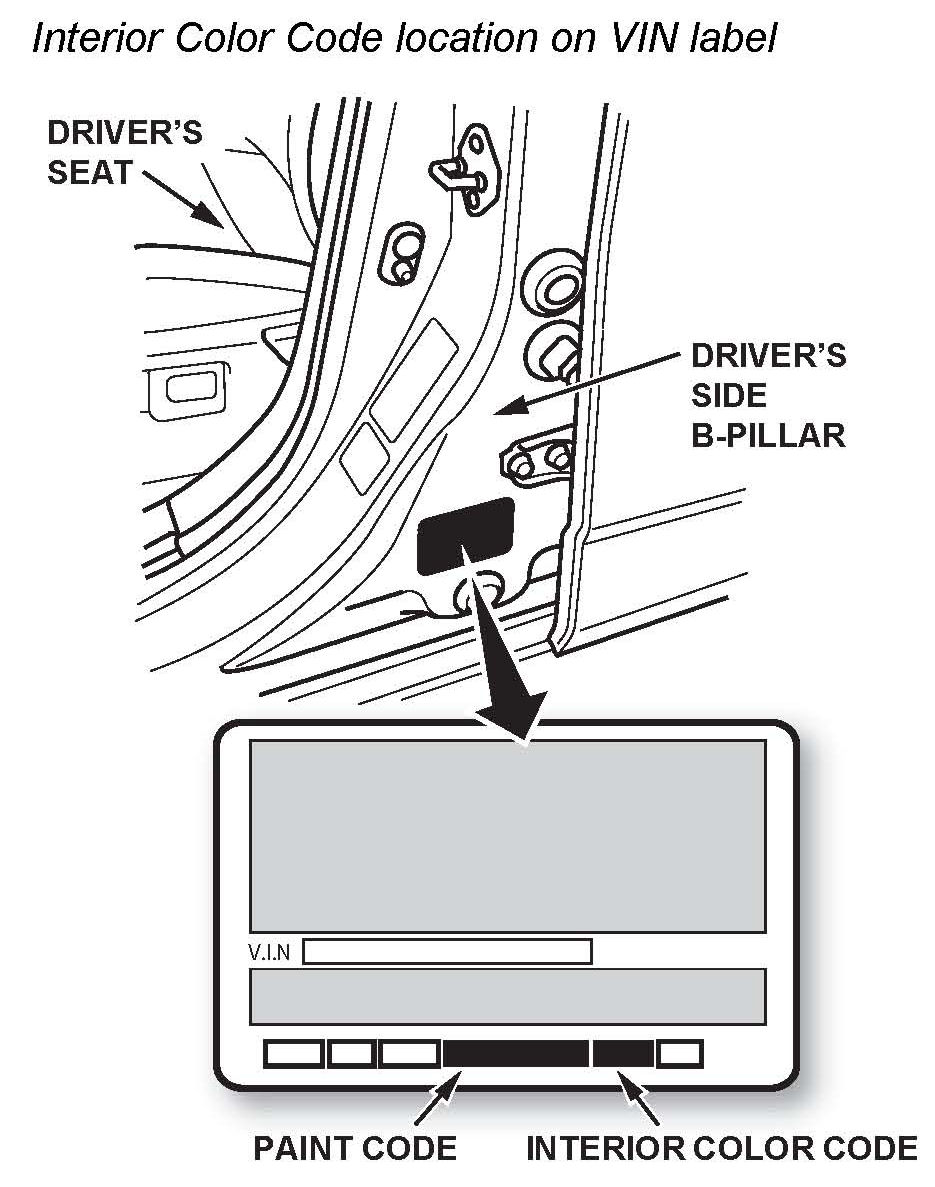 Interior Color Code location on VIN label
DRIVER’S
SEAT
DRIVER’S
SIDE
B-PILLAR
V.I.N
PAINT CODE
INTERIOR COLOR CODE